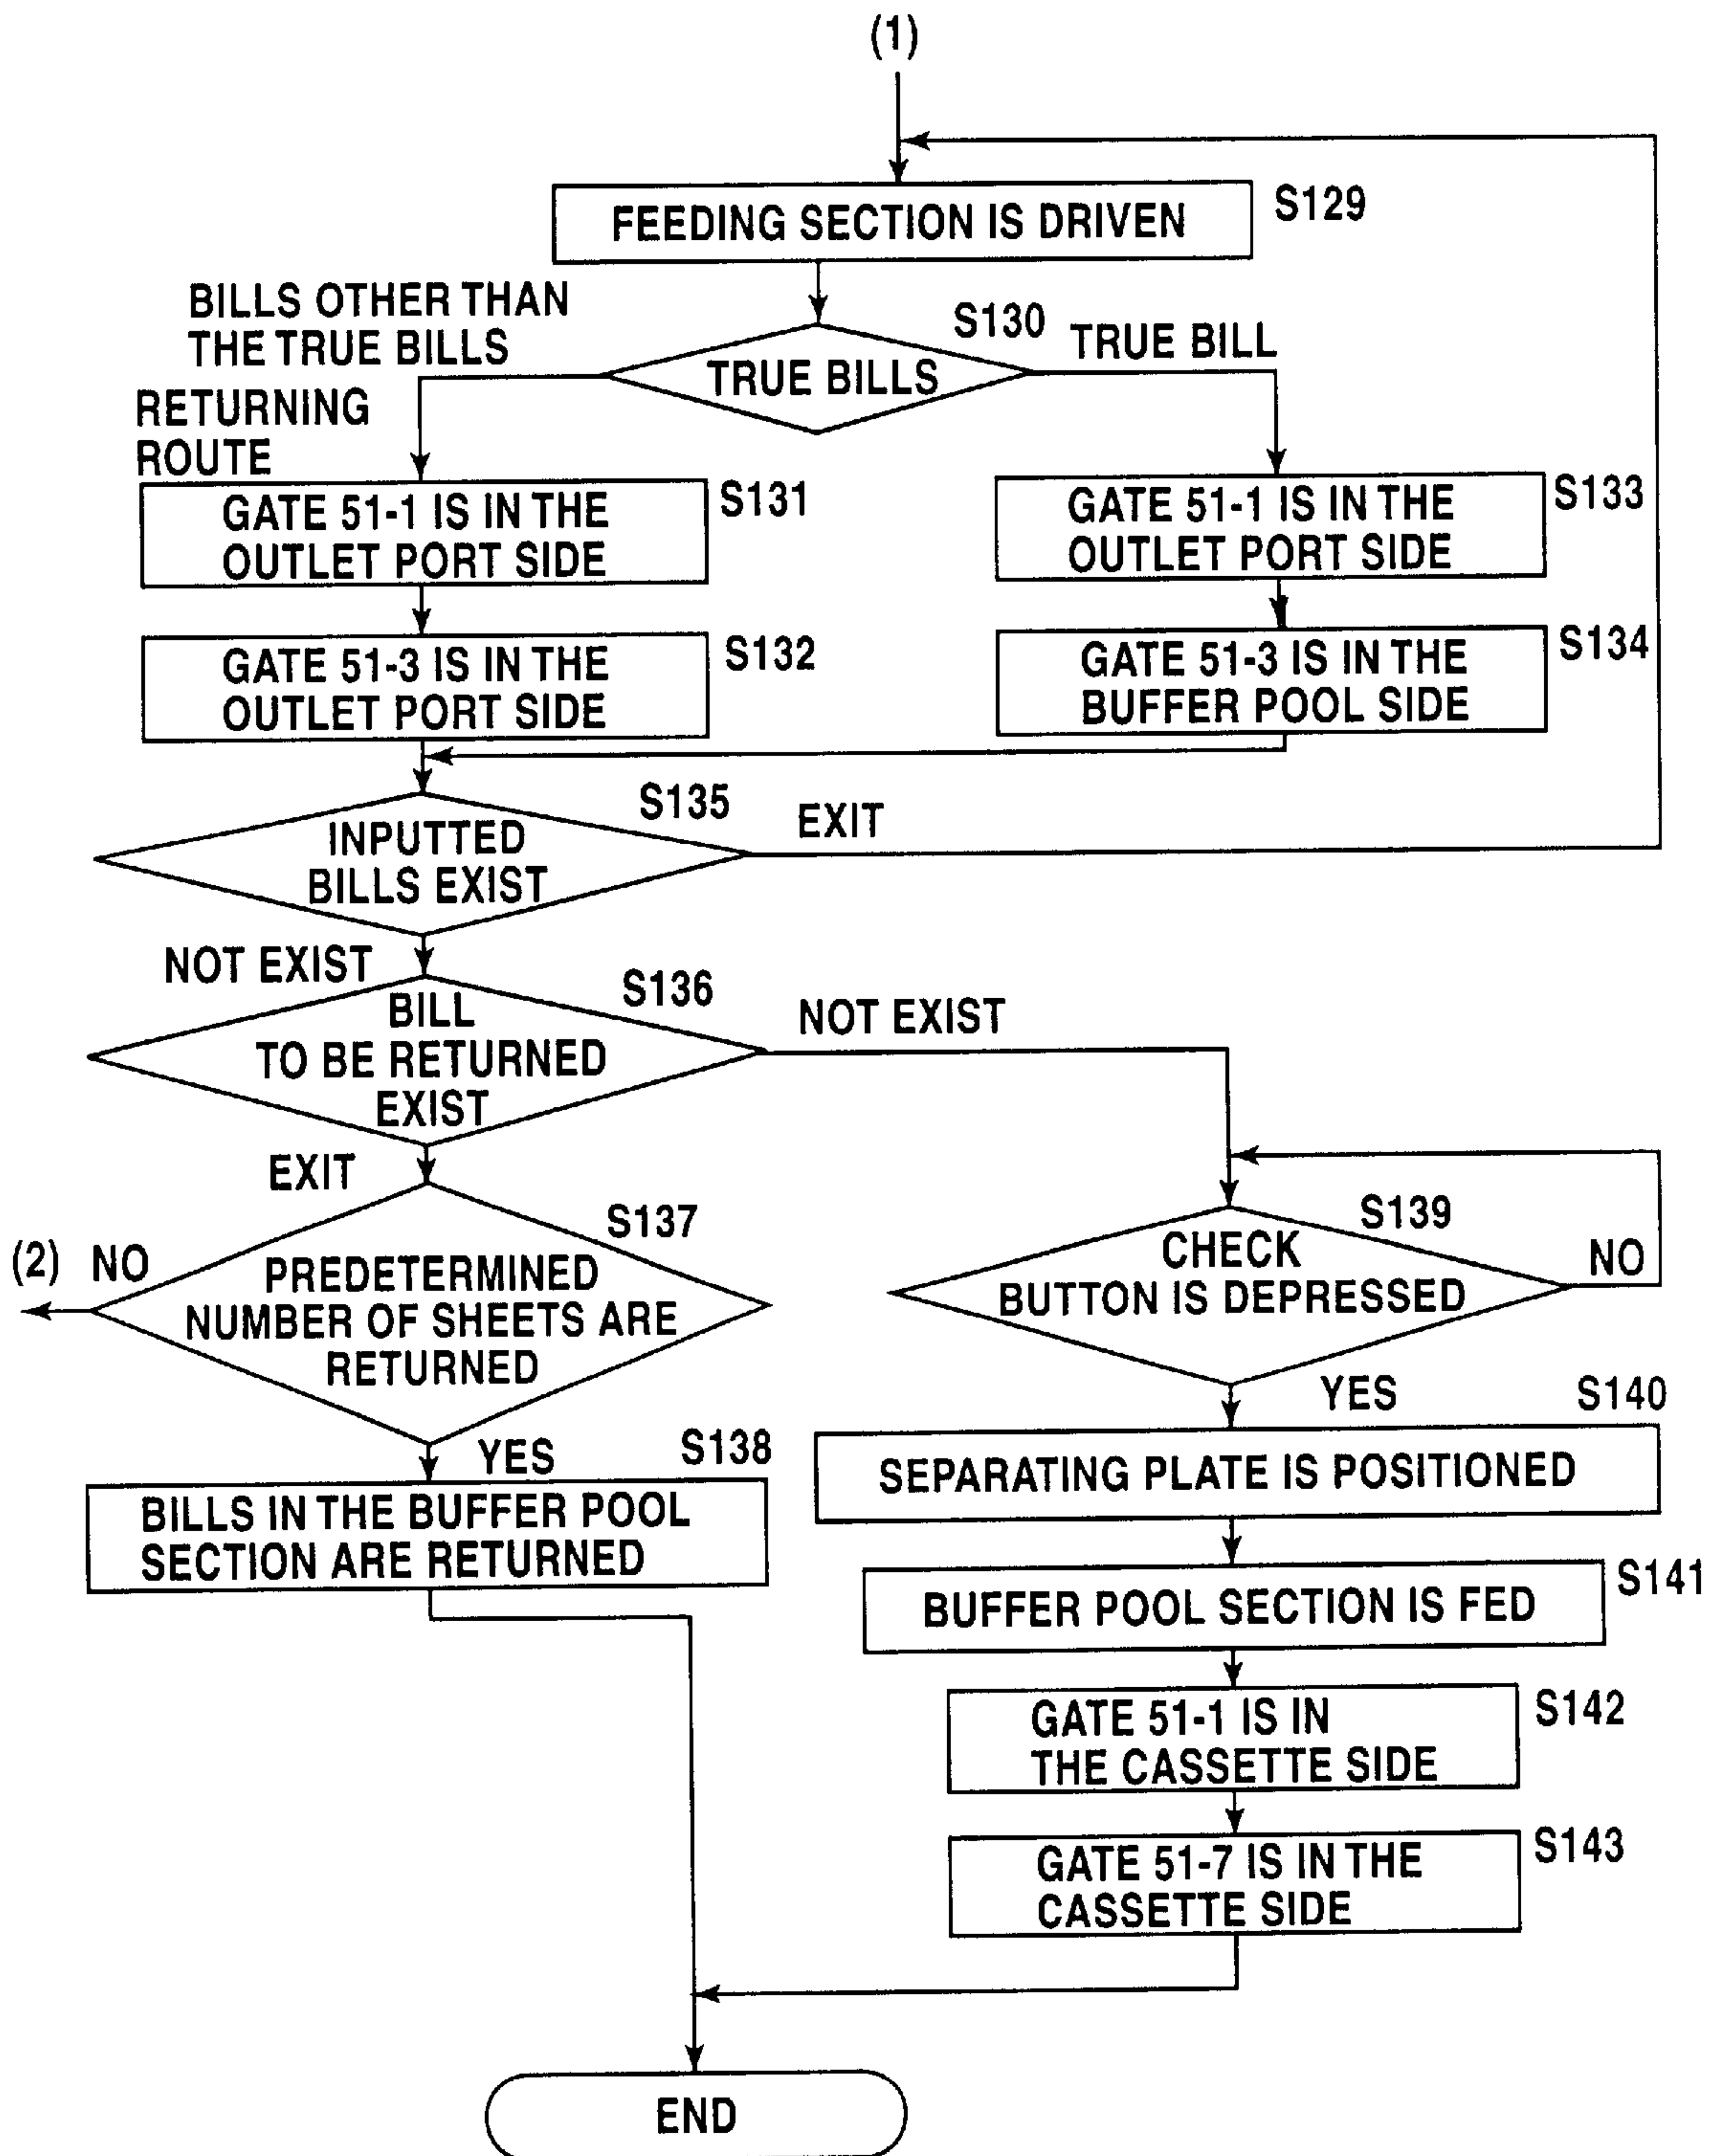 (1)
FEEDING SECTION IS DRIVEN
S129
BILLS OTHER THAN
THE TRUE BILLS
S130
TRUE BILL
TRUE BILLS
RETURNING
ROUTE
GATE 51-1 IS IN THE
OUTLET PORT SIDE
S131
GATE 51-1 IS IN THE
OUTLET PORT SIDE
S133
GATE 51-3 IS IN THE
OUTLET PORT SIDE
S132
GATE 51-3 IS IN THE
BUFFER POOL SIDE
S134
S135
EXIT
INPUTTED
BILLS EXIST
NOT EXIST
S136
NOT EXIST
BILL
TO BE RETURNED
EXIST
EXIT
S137
(2)
NO
PREDETERMINED
NUMBER OF SHEETS ARE
RETURNED
S139
CHECK
BUTTON IS DEPRESSED
NO
YES
S138
BILLS IN THE BUFFER POOL
SECTION ARE RETURNED
YES
S140
SEPARATING PLATE IS POSITIONED
BUFFER POOL SECTION IS FED
S141
GATE 51-1 IS IN
THE CASSETTE SIDE
S142
GATE 51-7 IS IN THE
CASSETTE SIDE
S143
END